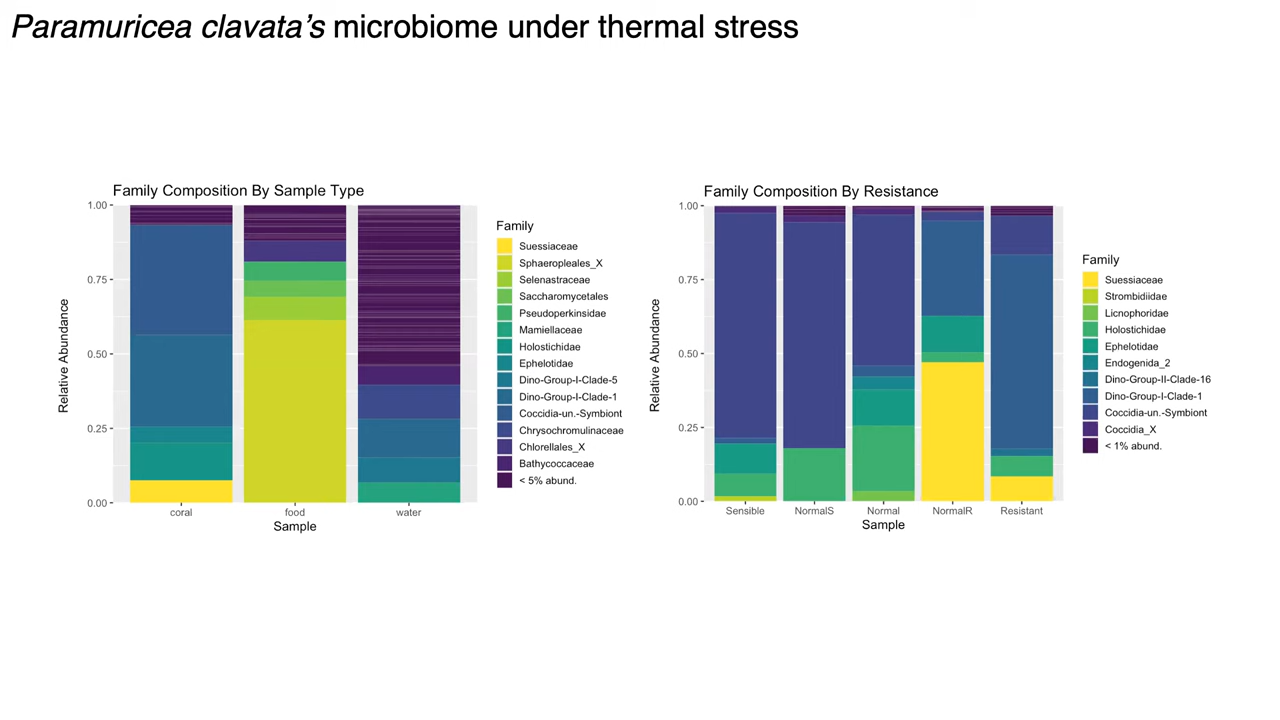 Paramuricea clavata’s microbiome under thermal stress
Family Composition By Sample Type
Relative Abundance
1.00
0.75
0.50
0.25
0.00
coral food water
Sample
Family
Suessiaceae
Sphaeropleales_X
Selenastraceae
Saccharomycetales
Pseudoperkinsidae
Mamiellaceae
Holostichidae
Ephelotidae
Dino-Group-I-Clade-5
Dino-Group-I-Clade-1
Coccidia-un.-Symbiont
Chrysochromulinaceae
Chlorellales_X
Bathycoccaceae
< 5% abund.
Family Composition By Resistance
Relative Abundance
1.00
0.75
0.50
0.25
0.00
Sensible NormalS Normal NormalR Resistant
Sample
Family
Suessiaceae
Strombidiidae
Licnophoridae
Holostichidae
Ephelotidae
Endogenida_2
Dino-Group-II-Clade-16
Dino-Group-I-Clade-1
Coccidia-un.-Symbiont
Coccidia_X
< 1% abund.